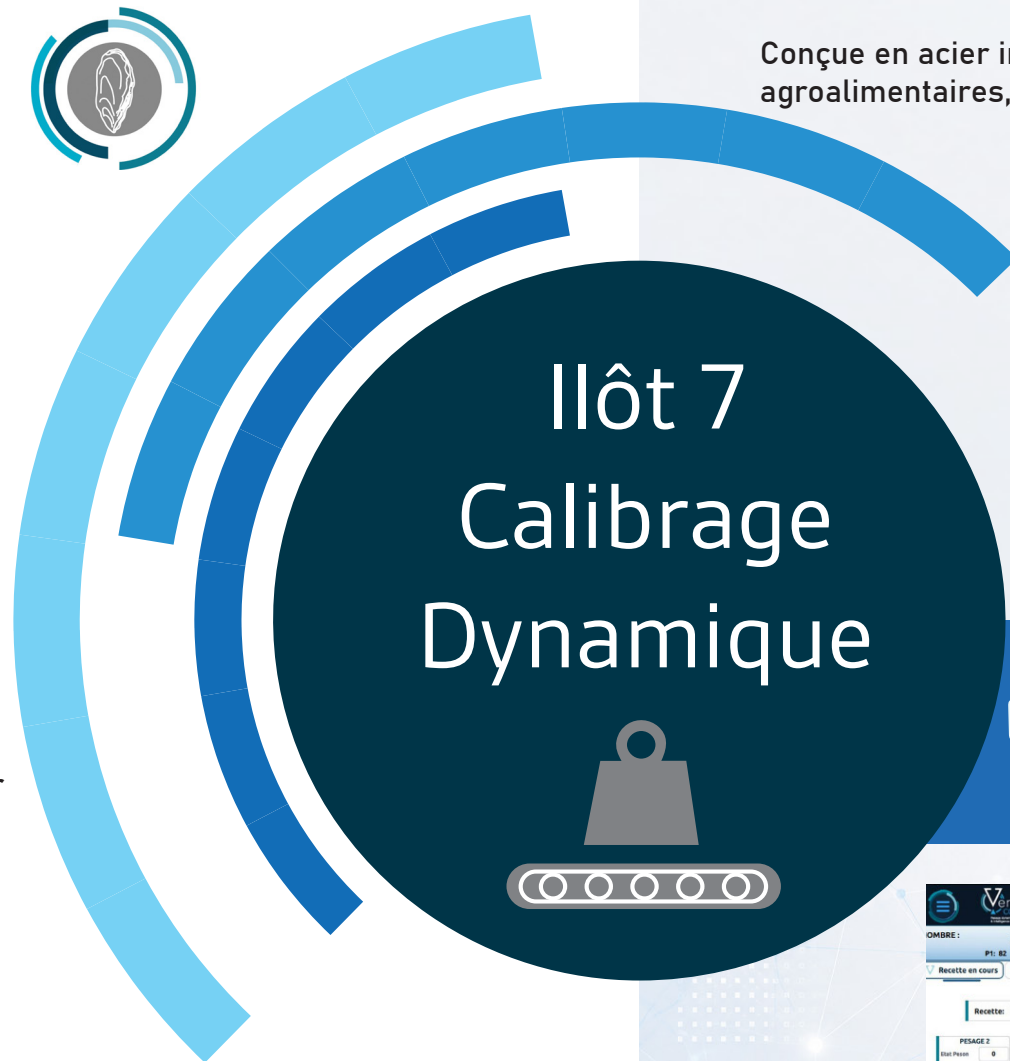 Conçue en acier
agroalimentaires,
Ilôt 7
Calibrage
Dynamique
OMBRE :
P1: 82
Recette en cours
Recette:
PESAGE 2
Etat Peson 0